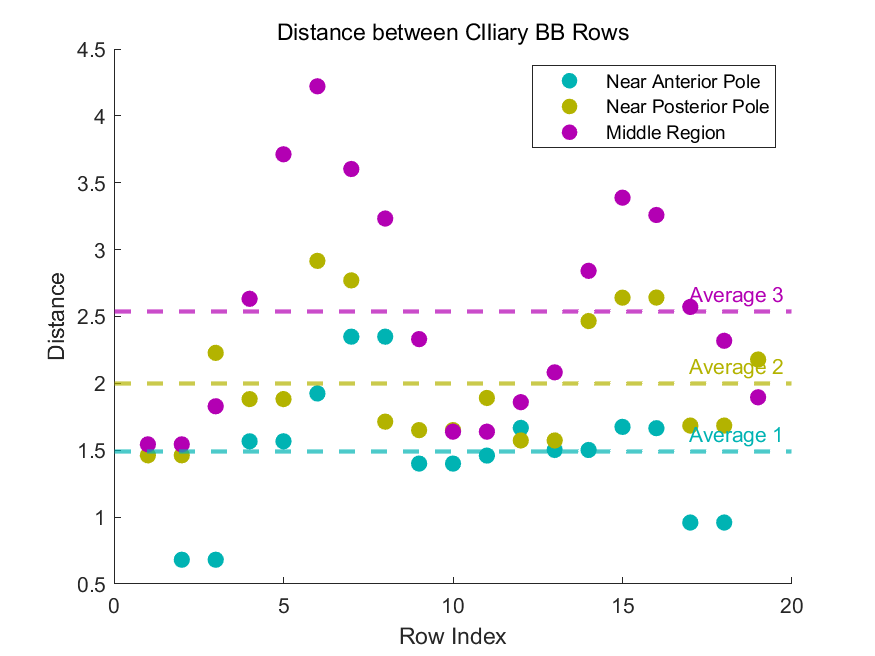 Distance between CIliary BB Rows
4.5
4
3.5
3
2.5
2
1.5
1
0.5
Distance
Near Anterior Pole
Near Posterior Pole
Middle Region
Average 3
Average 2
Average 1
0
5
10
15
20
Row Index